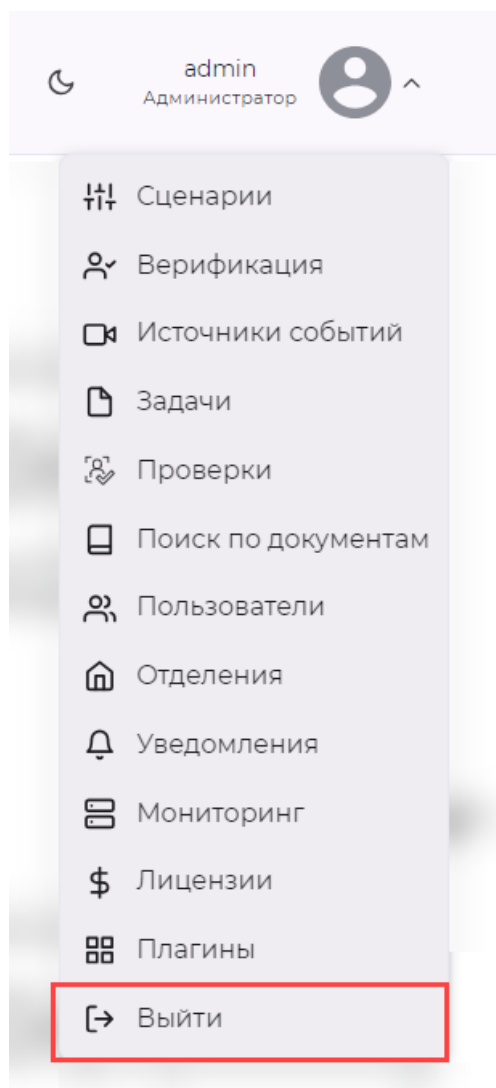 admin
Администратор
Сценарии
Верификация
Источники событий
Задачи
Проверки
Поиск по документам
Пользователи
Отделения
Уведомления
Мониторинг
Лицензии
Плагины
Выйти